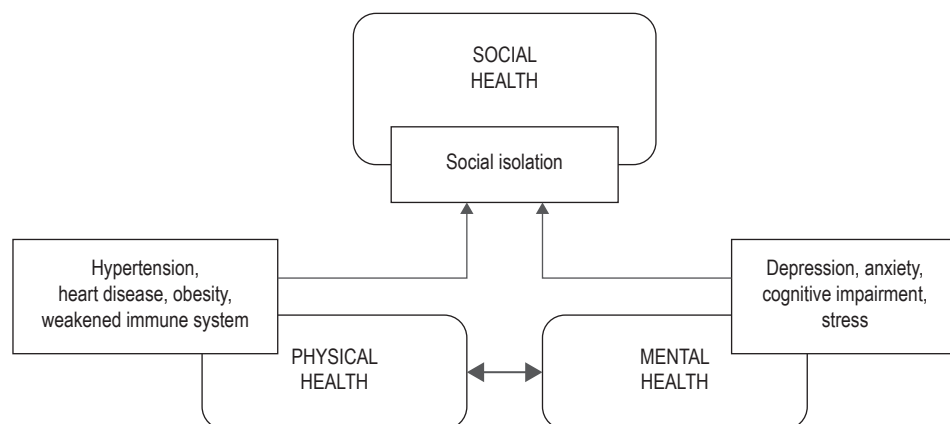 SOCIAL
HEALTH
Social isolation
Hypertension,
heart disease, obesity,
weakened immune system
Depression, anxiety,
cognitive impairment,
stress
PHYSICAL
HEALTH
MENTAL
HEALTH